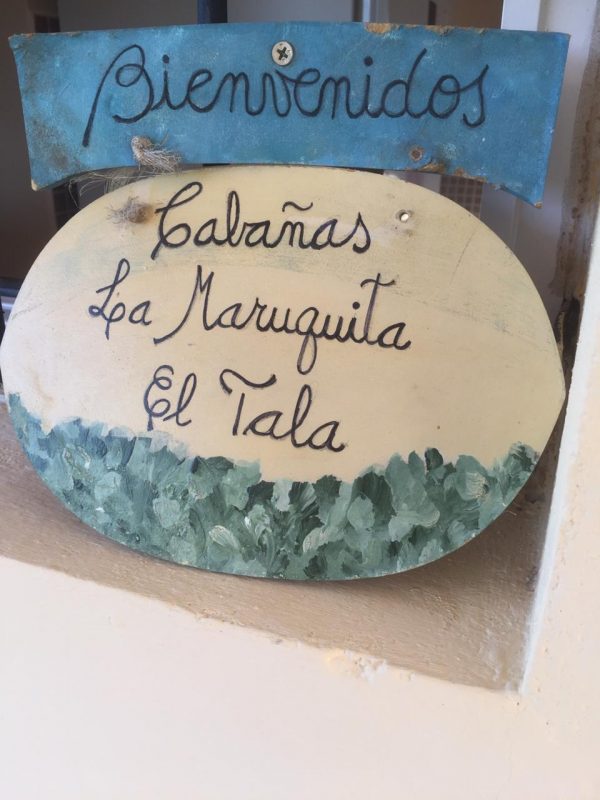 Bienvenidos
Cabañas
La Maruquita
El Tala